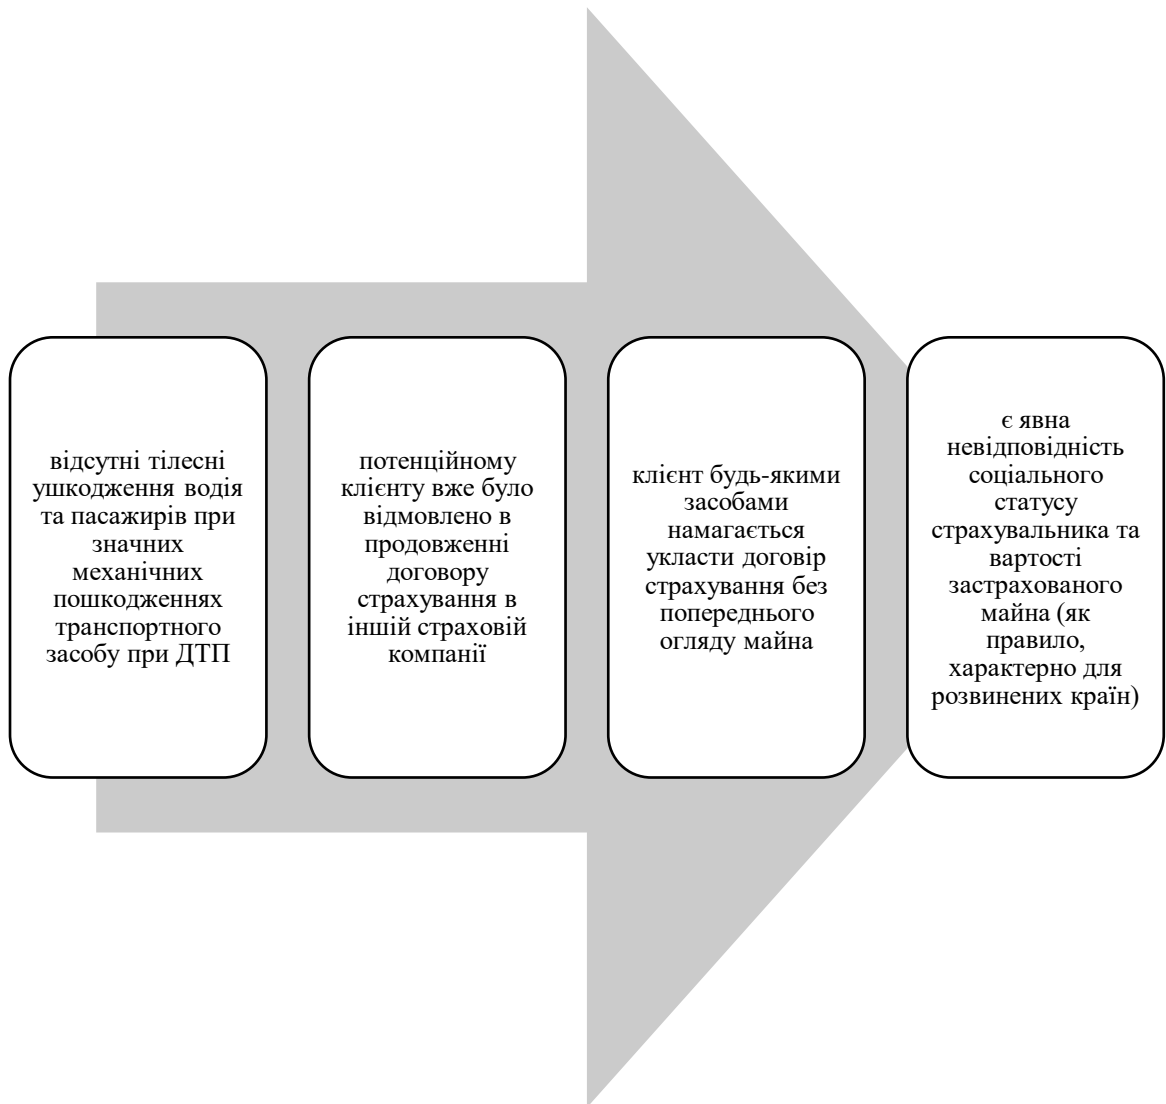 відсутні тілесні
ушкодження водія
та пасажирів при
значних
механічних
пошкодженнях
транспортного
засобу при ДТП
потенційному
клієнту вже було
відмовлено в
продовженні
договору
страхування в
іншій страховій
компанії
клієнт будь-якими
засобами
намагається
укласти договір
страхування без
попереднього
огляду майна
є явна
невідповідність
соціального
статусу
страхувальника та
вартості
застрахованого
майна (як
правило,
характерно для
розвинених країн)